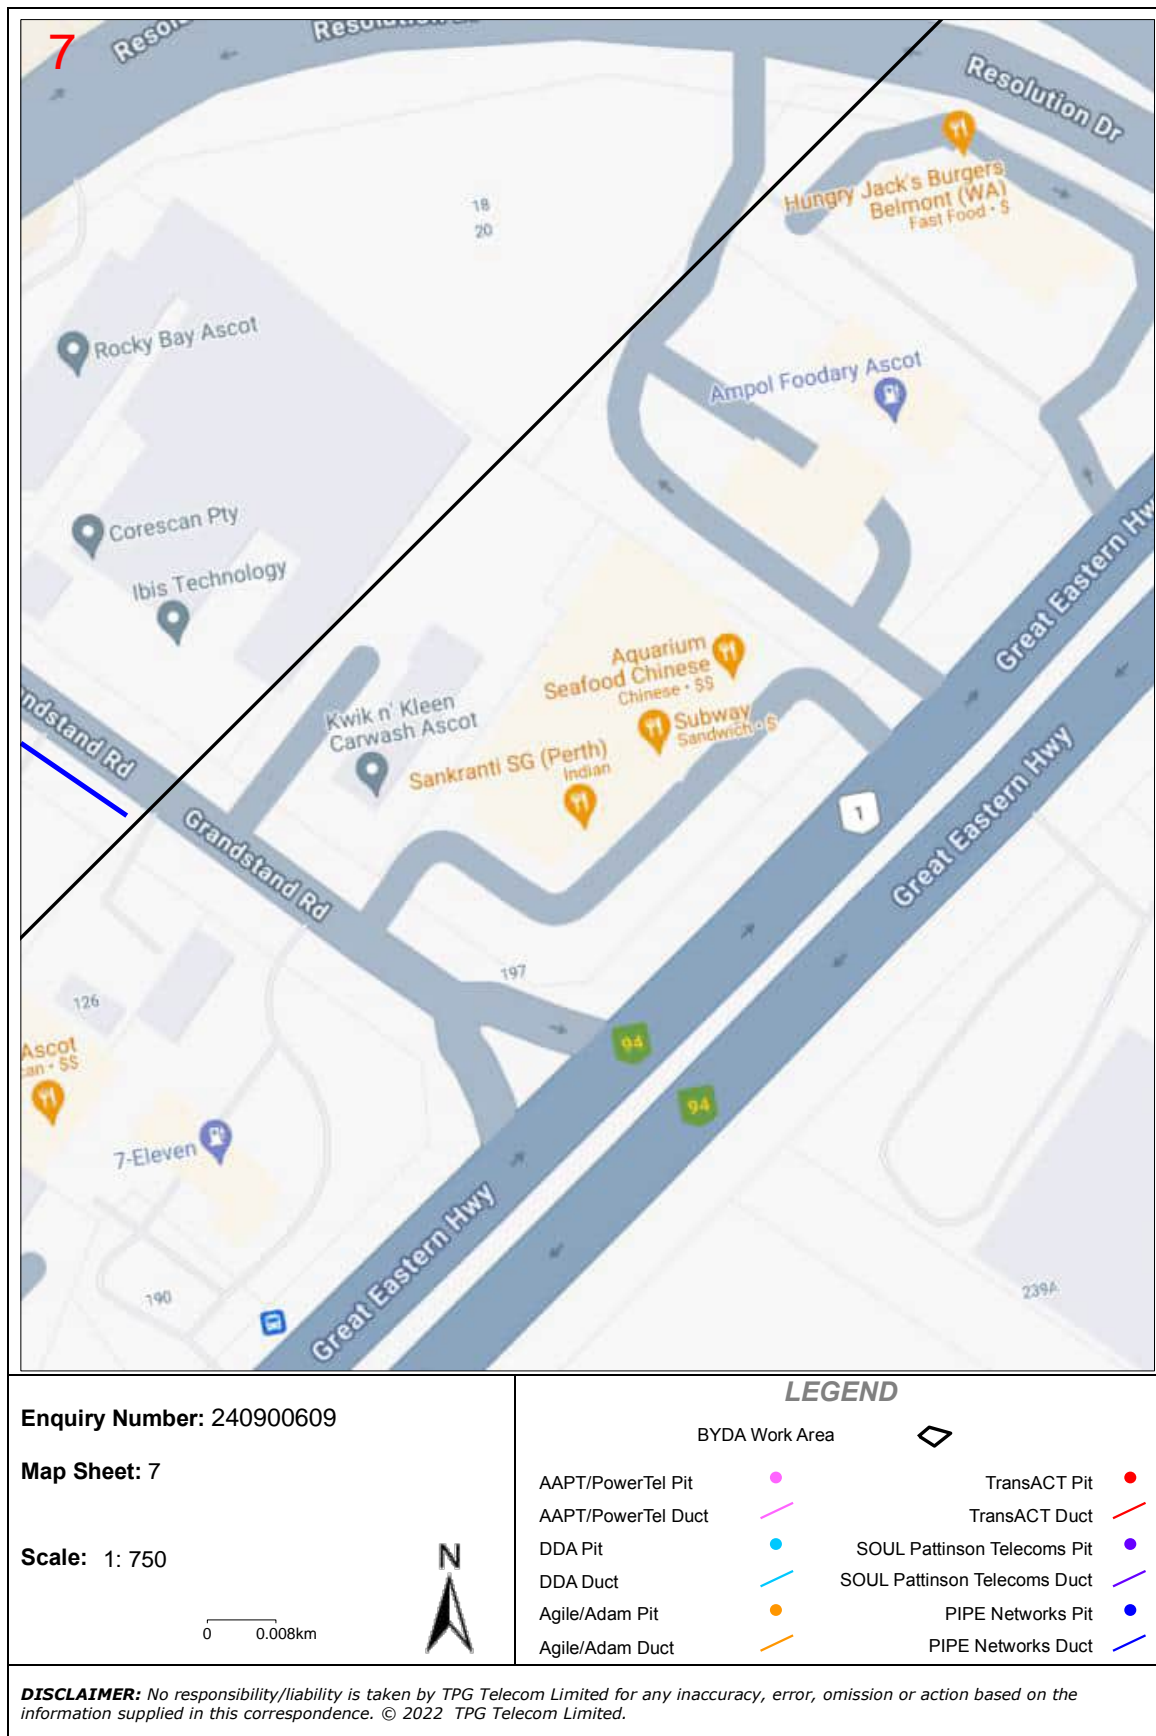 7
Resolution Dr
Hungry Jack's Burgers
Belmont (WA)
Fast Food • $
18
20
Rocky Bay Ascot
Ampol Foodary Ascot
Corescan Pty
Ibis Technology
Great Eastern Hwy
Aquarium
Seafood Chinese
Chinese • $$
Subway
Sandwich • $
Kwik n' Kleen
Carwash Ascot
Sankranti SG (Perth)
Indian
ndstand Rd
Grandstand Rd
1
Great Eastern Hwy
197
126
94
94
Ascot
can • $$
7-Eleven
Great Eastern Hwy
190
239A
Enquiry Number: 240900609
Map Sheet: 7
Scale: 1: 750
0 0.008km
N
LEGEND
BYDA Work Area
AAPT/PowerTel Pit
AAPT/PowerTel Duct
DDA Pit
DDA Duct
Agile/Adam Pit
Agile/Adam Duct
TransACT Pit
TransACT Duct
SOUL Pattinson Telecoms Pit
SOUL Pattinson Telecoms Duct
PIPE Networks Pit
PIPE Networks Duct
DISCLAIMER: No responsibility/liability is taken by TPG Telecom Limited for any inaccuracy, error, omission or action based on the
information supplied in this correspondence. © 2022 TPG Telecom Limited.